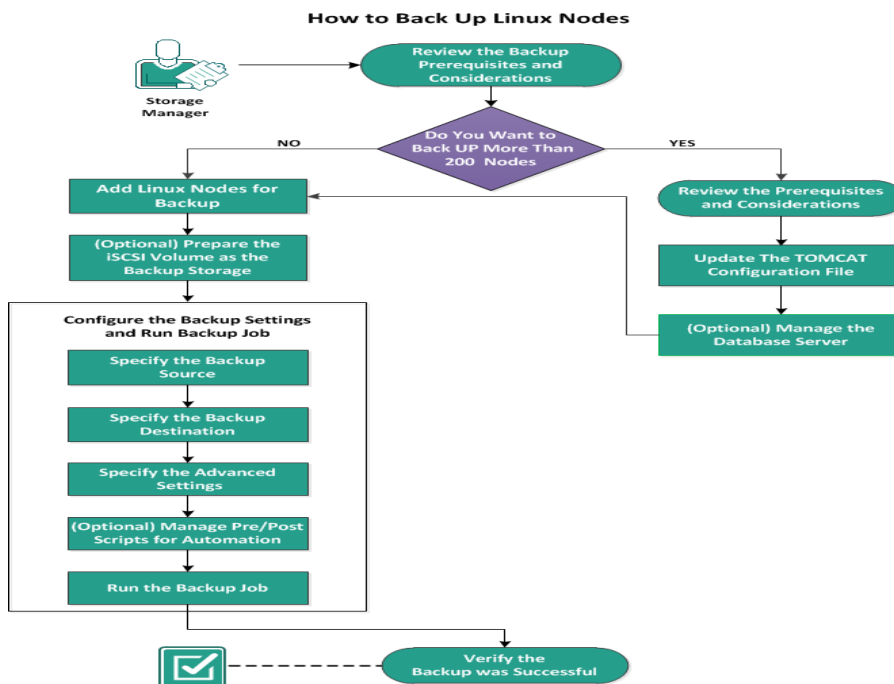 How to Back Up Linux Nodes
Storage
Manager
Review the Backup
Prerequisites and
Considerations
Do You Want to
Back UP More Than
200 Nodes
NO
YES
Add Linux Nodes for
Backup
(Optional) Prepare the
iSCSI Volume as the
Backup Storage
Review the Prerequisites
and Considerations
Update The TOMCAT
Configuration File
(Optional) Manage the
Database Server
Configure the Backup Settings
and Run Backup Job
Specify the Backup
Source
Specify the Backup
Destination
Specify the Advanced
Settings
(Optional) Manage Pre/Post
Scripts for Automation
Run the Backup Job
Verify the
Backup was Successful